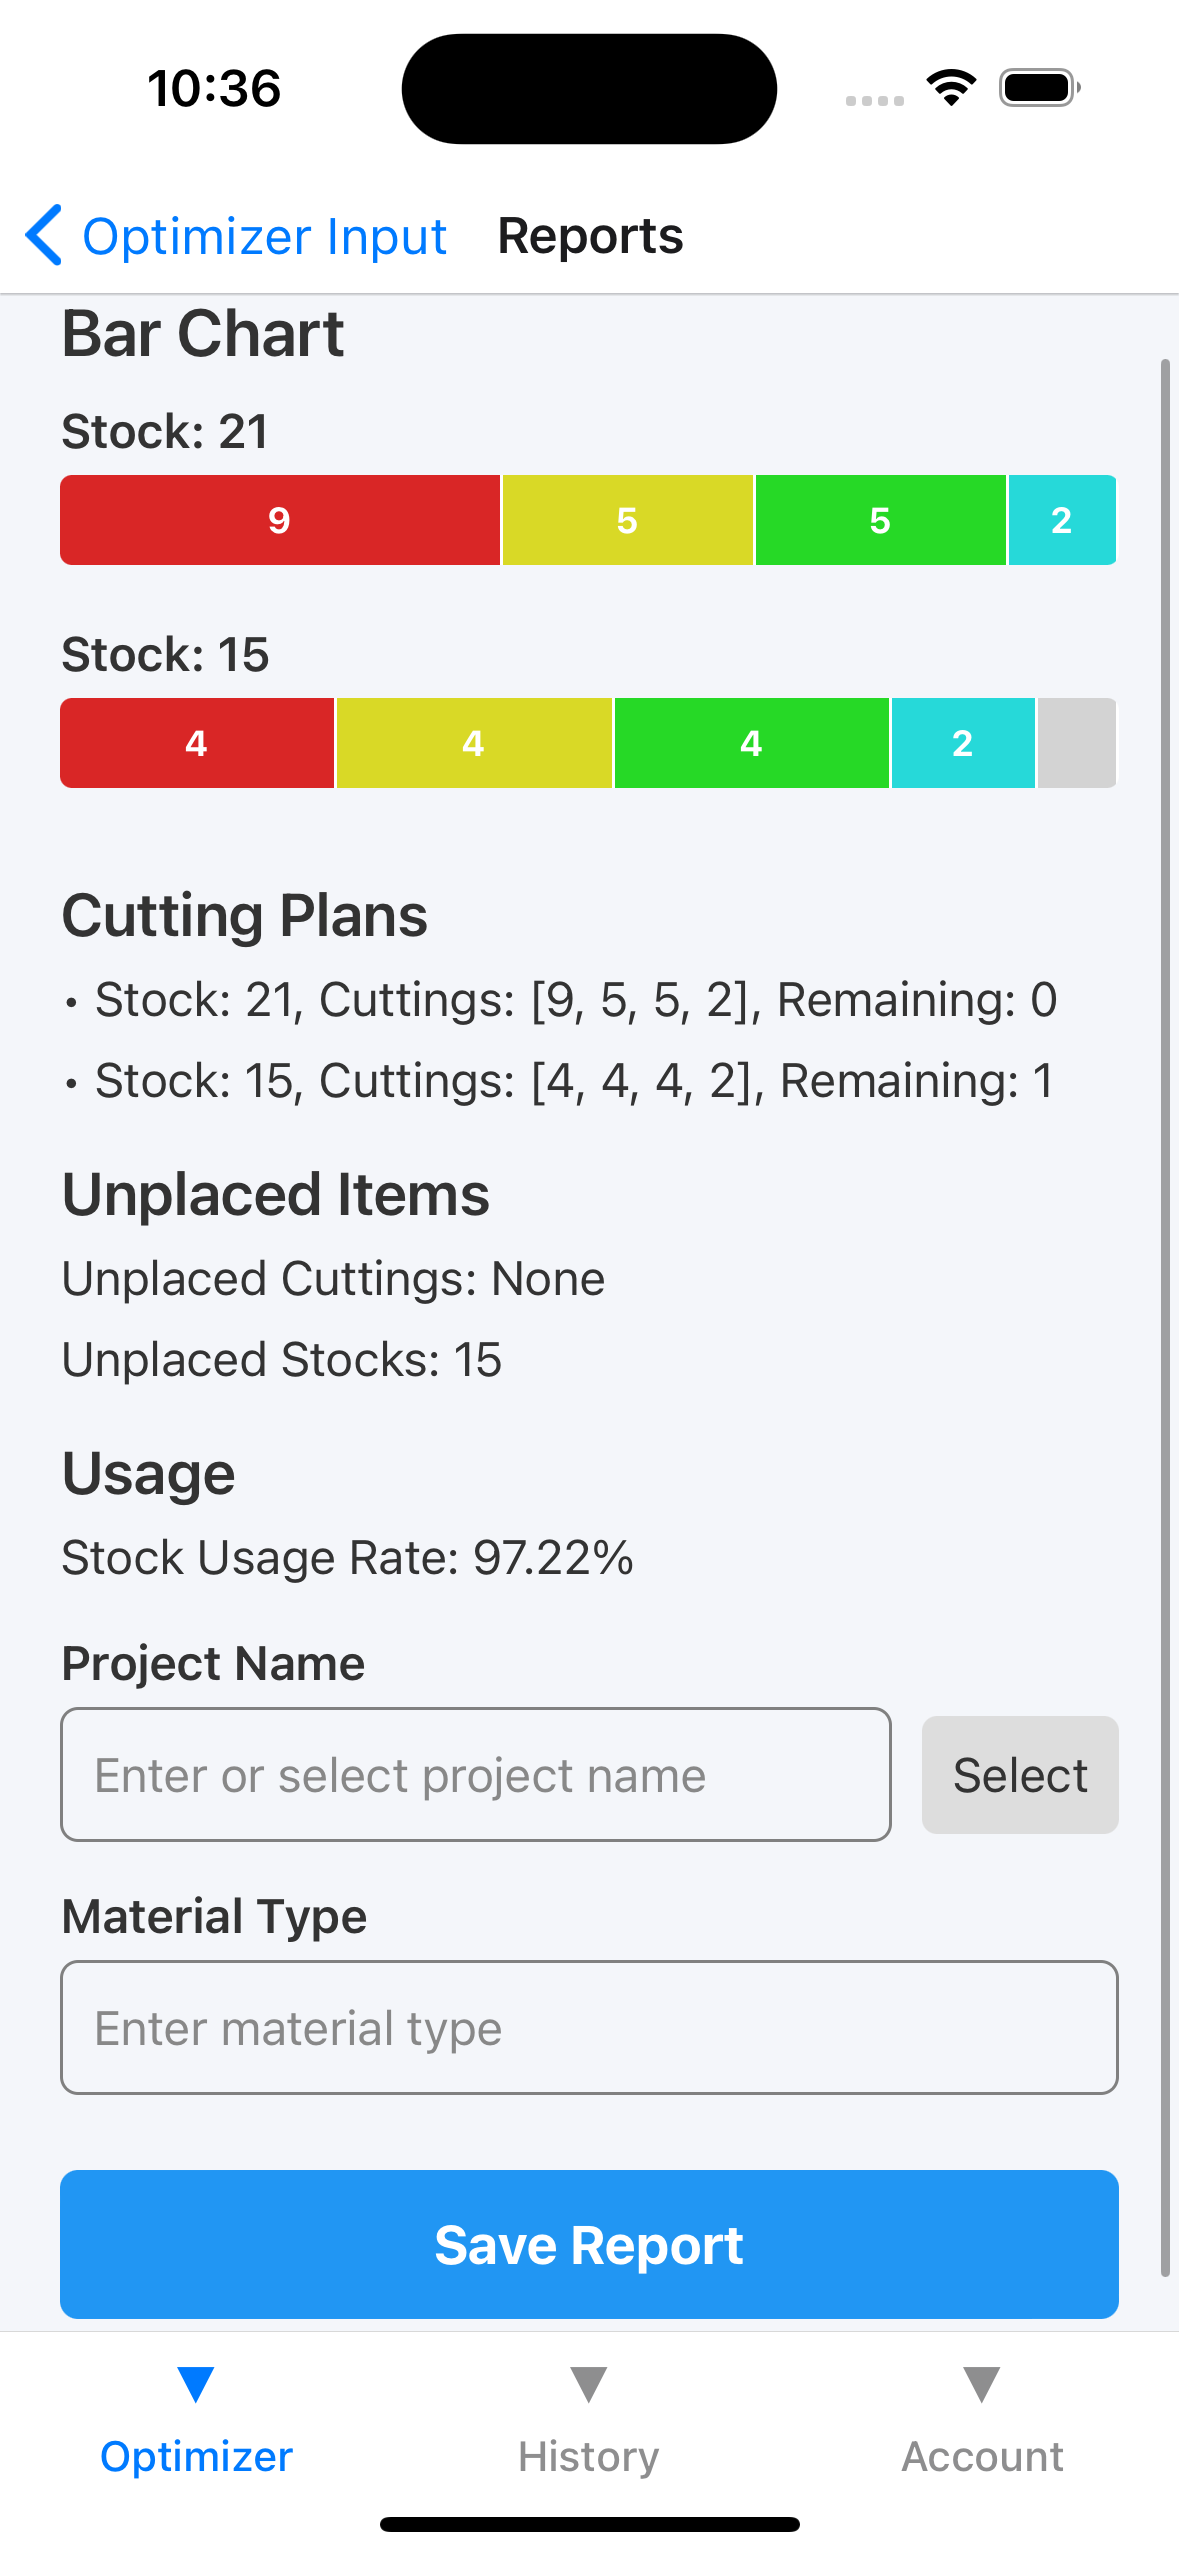 10:36
Optimizer Input Reports
Bar Chart
Stock: 21
9 5 5 2
Stock: 15
4 4 4 2
Cutting Plans
• Stock: 21, Cuttings: [9, 5, 5, 2], Remaining: 0
• Stock: 15, Cuttings: [4, 4, 4, 2], Remaining: 1
Unplaced Items
Unplaced Cuttings: None
Unplaced Stocks: 15
Usage
Stock Usage Rate: 97.22%
Project Name
Enter or select project name Select
Material Type
Enter material type
Save Report
Optimizer History Account